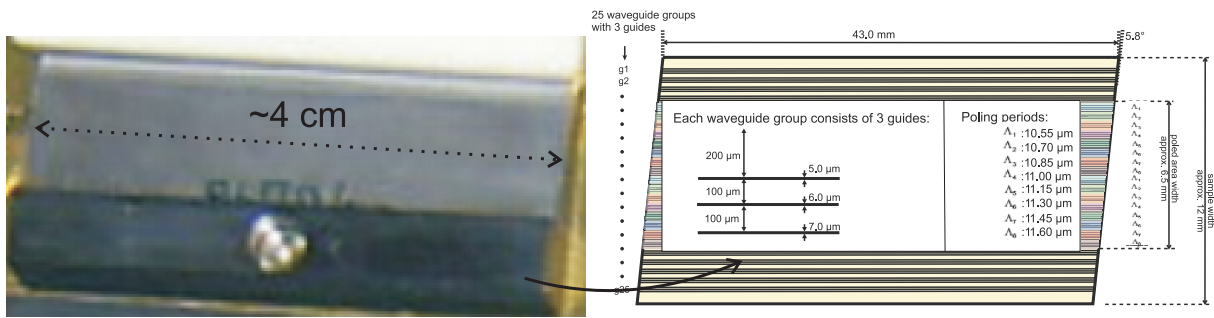 25 waveguide groups
with 3 guides
43.0 mm
5.8°
g1
g2
~4 cm
Each waveguide group consists of 3 guides:
200 µm
5.0 µm
100 µm
6.0 µm
100 µm
7.0 µm
Poling periods:
Λ₁ :10.55 µm
Λ₂ :10.70 µm
Λ₃ :10.85 µm
Λ₄ :11.00 µm
Λ₅ :11.15 µm
Λ₆ :11.30 µm
Λ₇ :11.45 µm
:11.60 µm
poled area width
approx. 6.5 mm
sample width
approx. 12 mm
g25